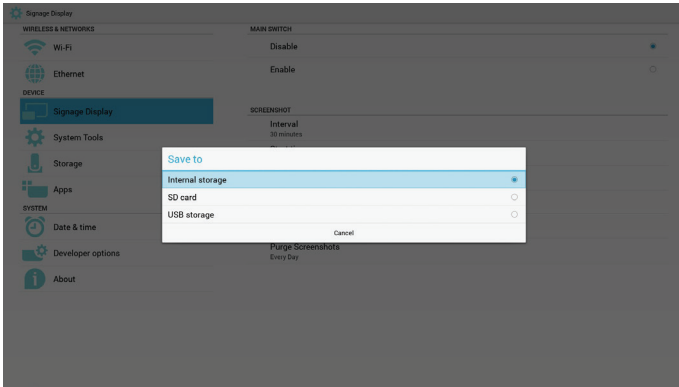 Signage Display
WIRELESS & NETWORKS
Wi-Fi
Ethernet
DEVICE
Signage Display
System Tools
Storage
Apps
SYSTEM
Date & time
Developer options
About
MAIN SWITCH
Disable
Enable
SCREENSHOT
Interval
30 minutes
Save to
Internal storage
SD card
USB storage
Cancel
Purge Screenshots
Every Day